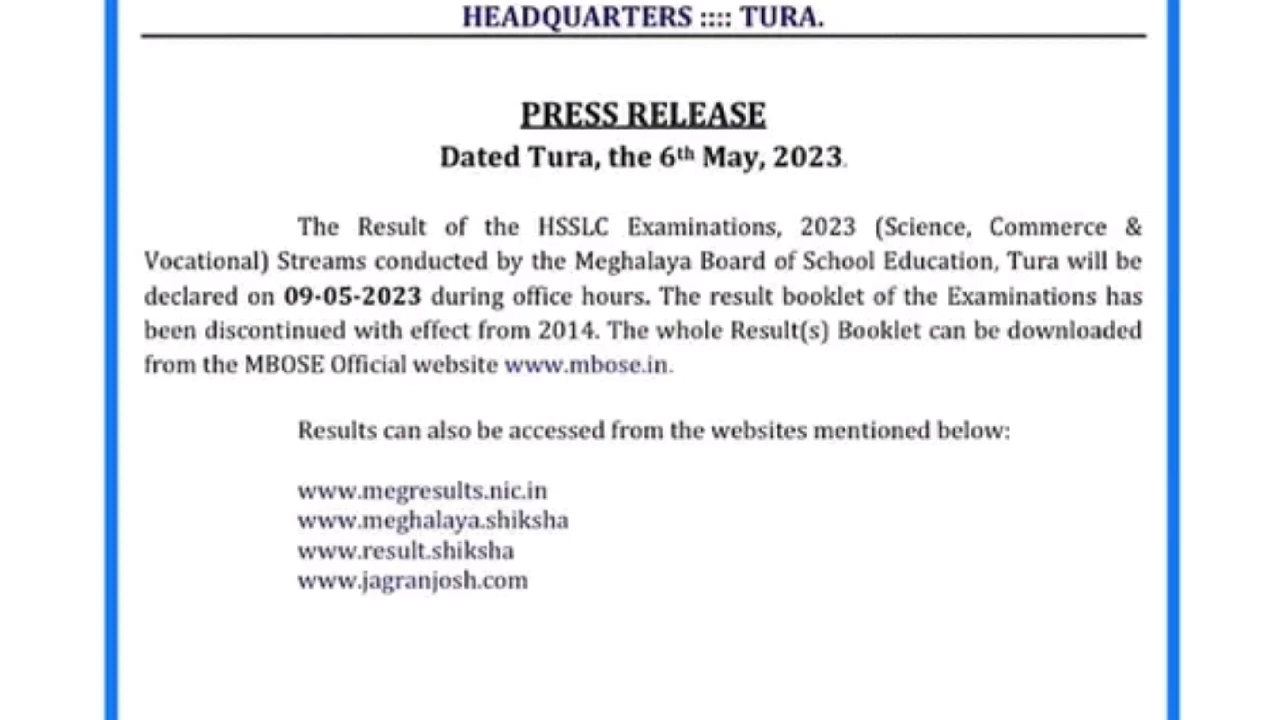 HEADQUARTERS :::: TURA.
PRESS RELEASE
Dated Tura, the 6th May, 2023.
The Result of the HSSLC Examinations, 2023 (Science, Commerce &
Vocational) Streams conducted by the Meghalaya Board of School Education, Tura will be
declared on 09-05-2023 during office hours. The result booklet of the Examinations has
been discontinued with effect from 2014. The whole Result(s) Booklet can be downloaded
from the MBOSE Official website www.mbose.in.
Results can also be accessed from the websites mentioned below:
www.megresults.nic.in
www.meghalaya.shiksha
www.result.shiksha
www.jagranjosh.com